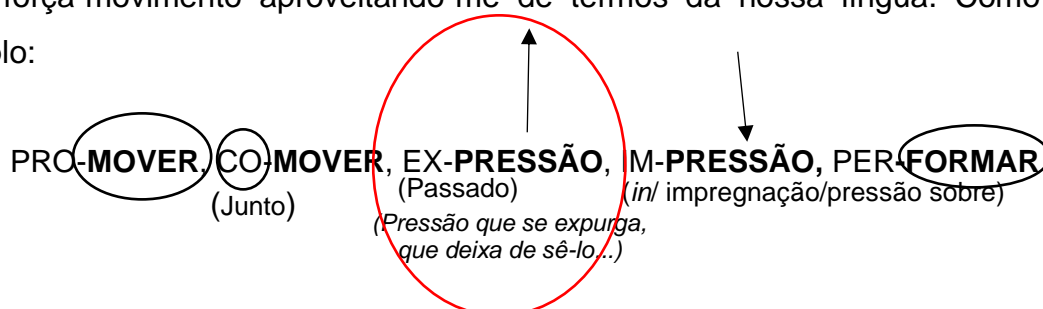 força-movimento aproveitando-me de termos da nossa língua. Como
lo:
PRO-MOVER, CO-MOVER, EX-PRESSÃO, IM-PRESSÃO, PER-FORMAR
(Junto)
(Passado)
(in/ impregnação/pressão sobre)
(Pressão que se expurga,
que deixa de sê-lo...)